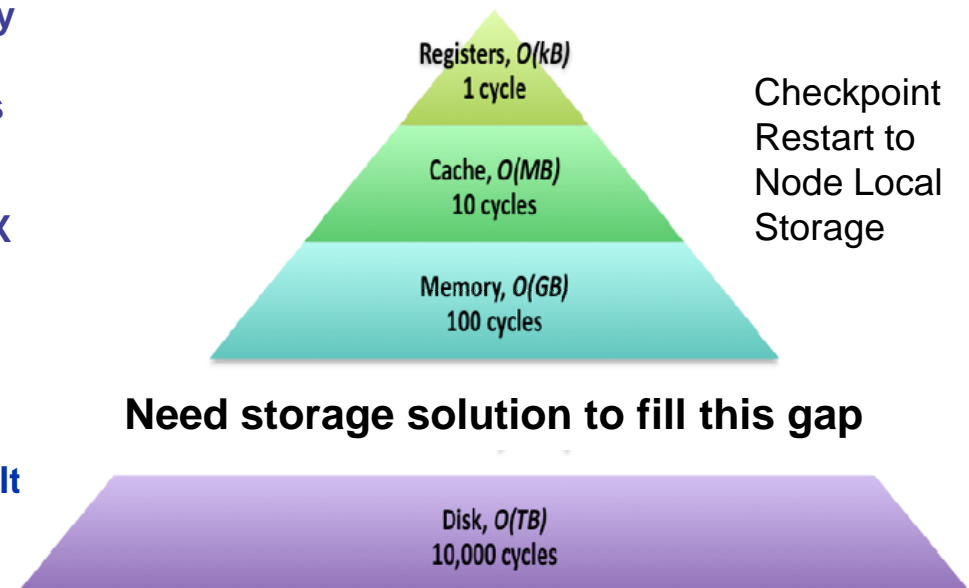 y
Registers, O(kB)
1 cycle
s
Checkpoint
Restart to
Node Local
Storage
Cache, O(MB)
10 cycles
X
Memory, O(GB)
100 cycles
Need storage solution to fill this gap
lt
Disk, O(TB)
10,000 cycles